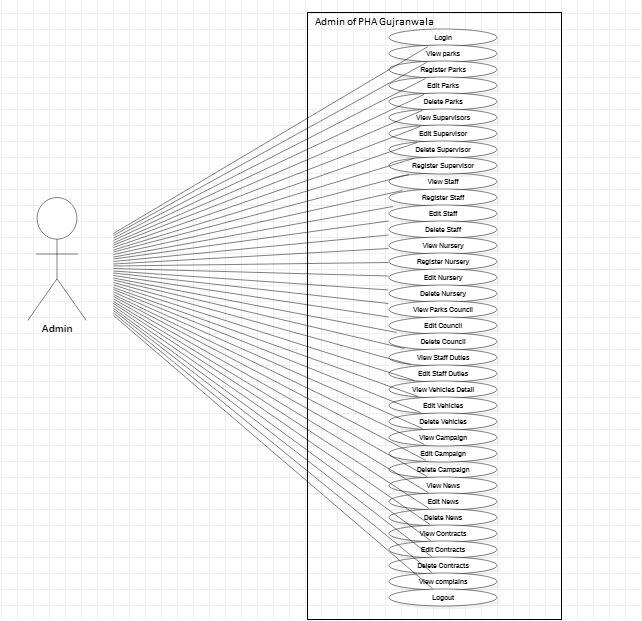 Admin of PHA Gujranwala
Login
View parks
Register Parks
Edit Parks
Delete Parks
View Supervisors
Edit Supervisor
Delete Supervisor
Register Supervisor
View Staff
Register Staff
Edit Staff
Delete Staff
View Nursery
Register Nursery
Edit Nursery
Delete Nursery
View Parks Council
Edit Council
Delete Council
View Staff Duties
Edit Staff Duties
View Vehicles Detail
Edit Vehicles
Delete Vehicles
View Campaign
Edit Campaign
Delete Campaign
View News
Edit News
Delete News
View Contracts
Edit Contracts
Delete Contracts
View complains
Logout
Admin